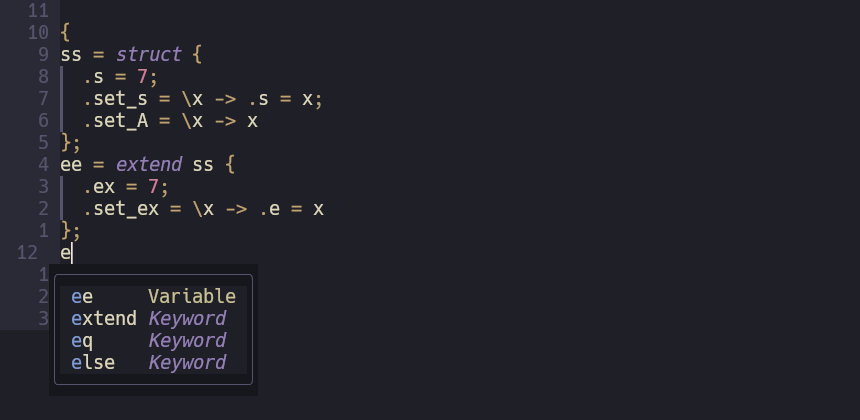 11
10 {
9 ss = struct {
8 .s = 7;
7 .set_s = \x -> .s = x;
6 .set_A = \x -> x
5 };
4 ee = extend ss {
3 .ex = 7;
2 .set_ex = \x -> .e = x
1 };
12 e
1
2 ee Variable
3 extend Keyword
eq Keyword
else Keyword